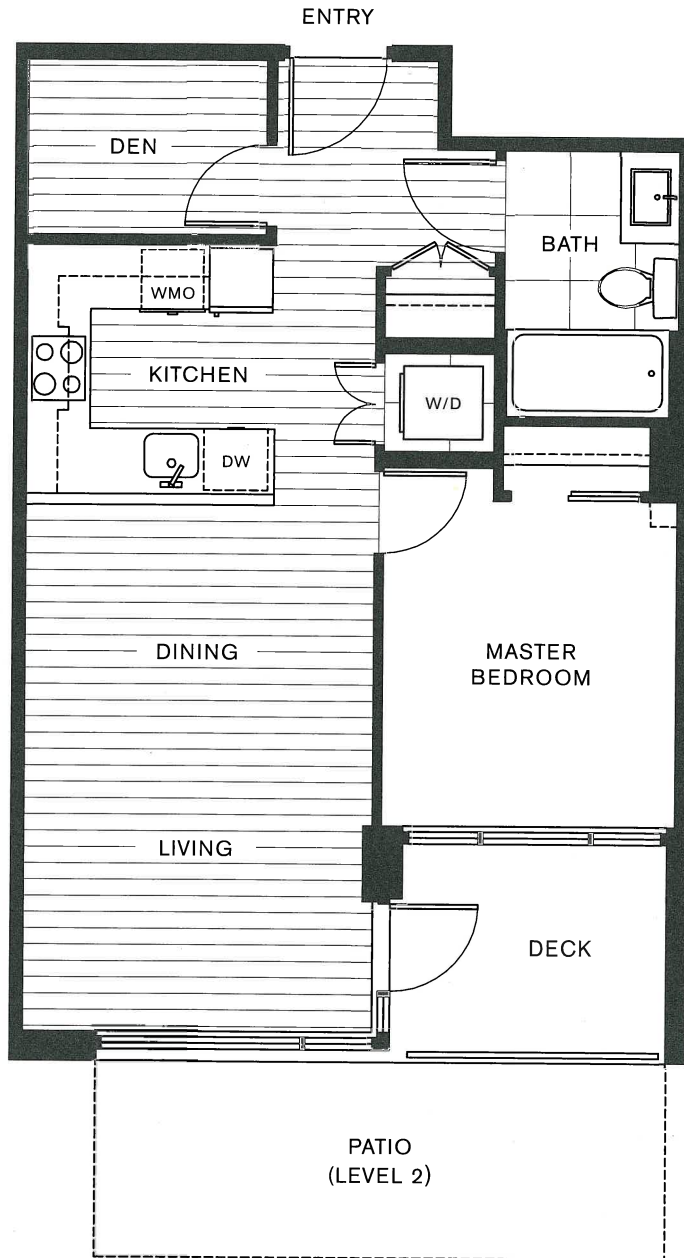 ENTRY
DEN
BATH
WMO
KITCHEN
W/D
DW
DINING
MASTER
BEDROOM
LIVING
DECK
PATIO
(LEVEL 2)